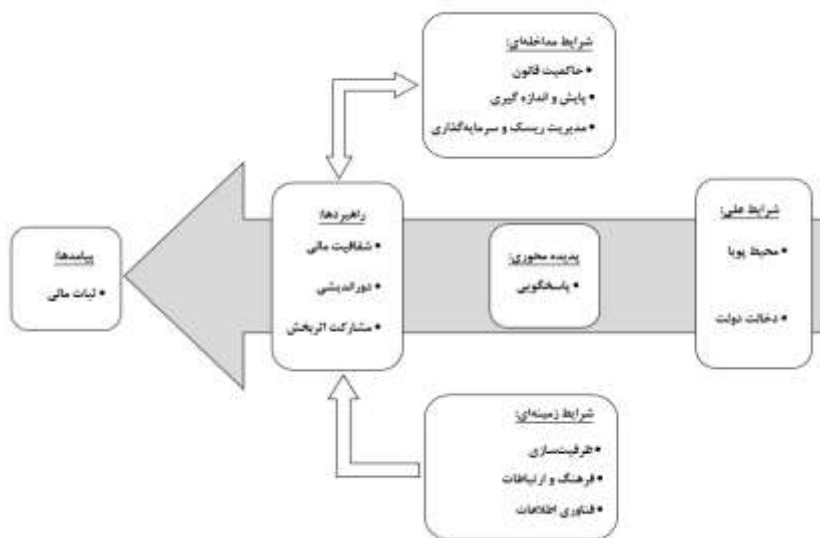 شرایط مداخله‌ای:
• حاکمیت قانون
• پایش و اندازه گیری
• مدیریت ریسک و سرمایه‌گذاری
شرایط علی:
• محیط پویا
• دخالت دولت
پدیده محوری:
• پاسخگویی
راهبردها:
• شفافیت مالی
• دوراندیشی
• مشارکت اثربخش
پیامدها:
• ثبات مالی
شرایط زمینه‌ای:
• ظرفیت‌سازی
• فرهنگ و ارتباطات
• فناوری اطلاعات